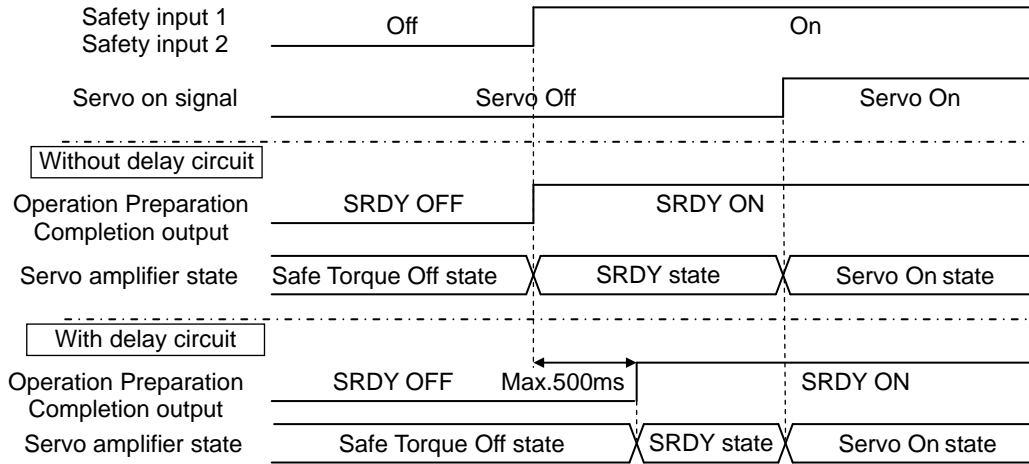 Safety input 1
Safety input 2
Off
On
Servo on signal
Servo Off
Servo On
Without delay circuit
Operation Preparation
Completion output
SRDY OFF
SRDY ON
Servo amplifier state
Safe Torque Off state
SRDY state
Servo On state
With delay circuit
Operation Preparation
Completion output
SRDY OFF
Max.500ms
SRDY ON
Servo amplifier state
Safe Torque Off state
SRDY state
Servo On state